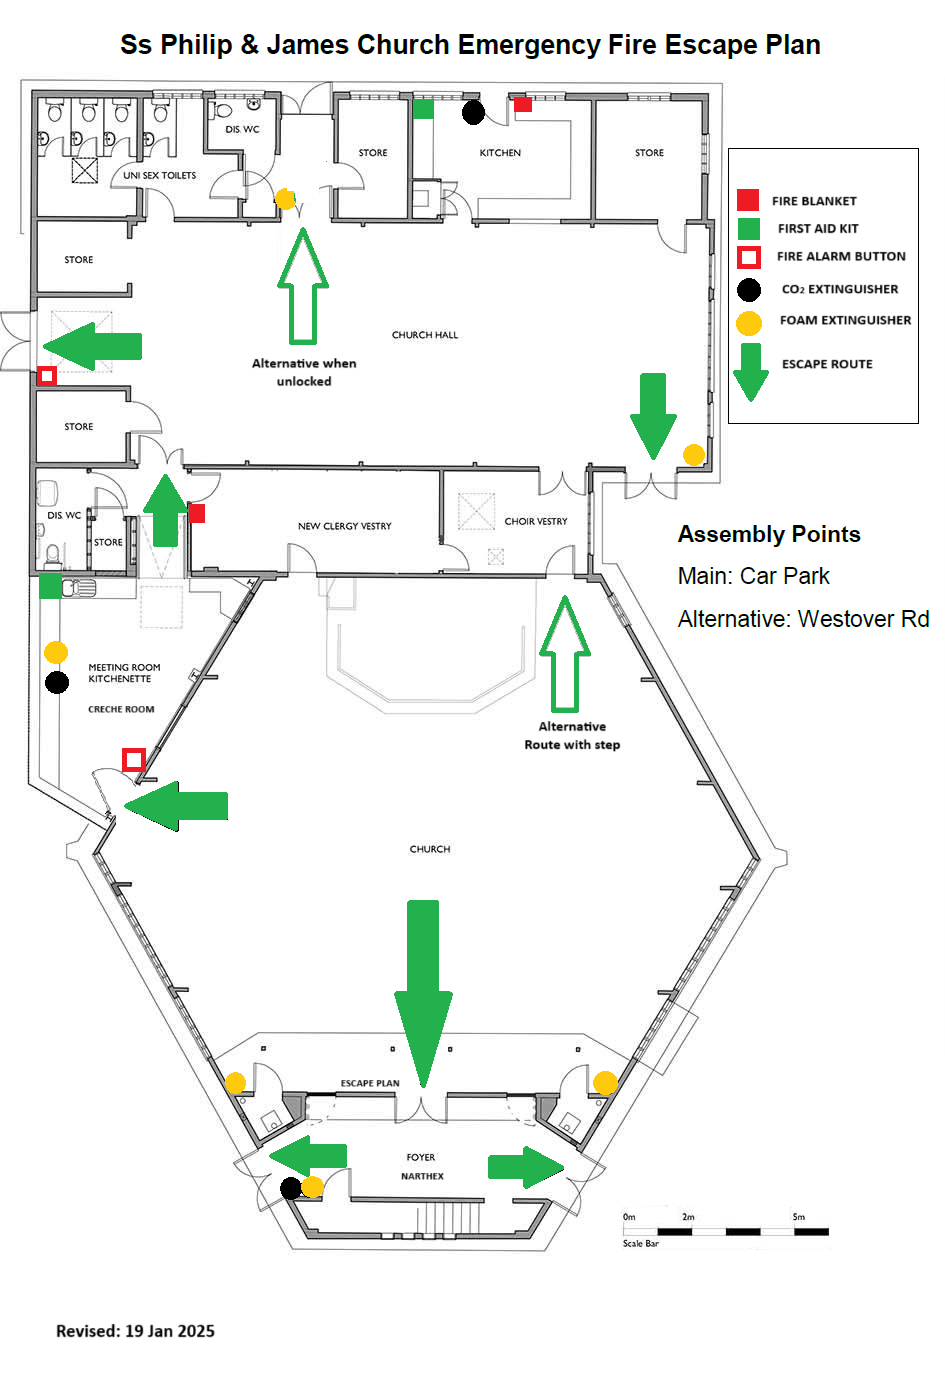 Ss Philip & James Church Emergency Fire Escape Plan
DIS. WC
STORE
KITCHEN
STORE
UNI SEX TOILETS
FIRE BLANKET
FIRST AID KIT
FIRE ALARM BUTTON
CO2 EXTINGUISHER
FOAM EXTINGUISHER
ESCAPE ROUTE
STORE
CHURCH HALL
Alternative when
unlocked
STORE
DIS. WC
STORE
NEW CLERGY VESTRY
CHOIR VESTRY
Assembly Points
Main: Car Park
Alternative: Westover Rd
MEETING ROOM
KITCHENETTE
CRECHE ROOM
Alternative
Route with step
CHURCH
ESCAPE PLAN
FOYER
NARTHEX
0m 2m 5m
Scale Bar
Revised: 19 Jan 2025